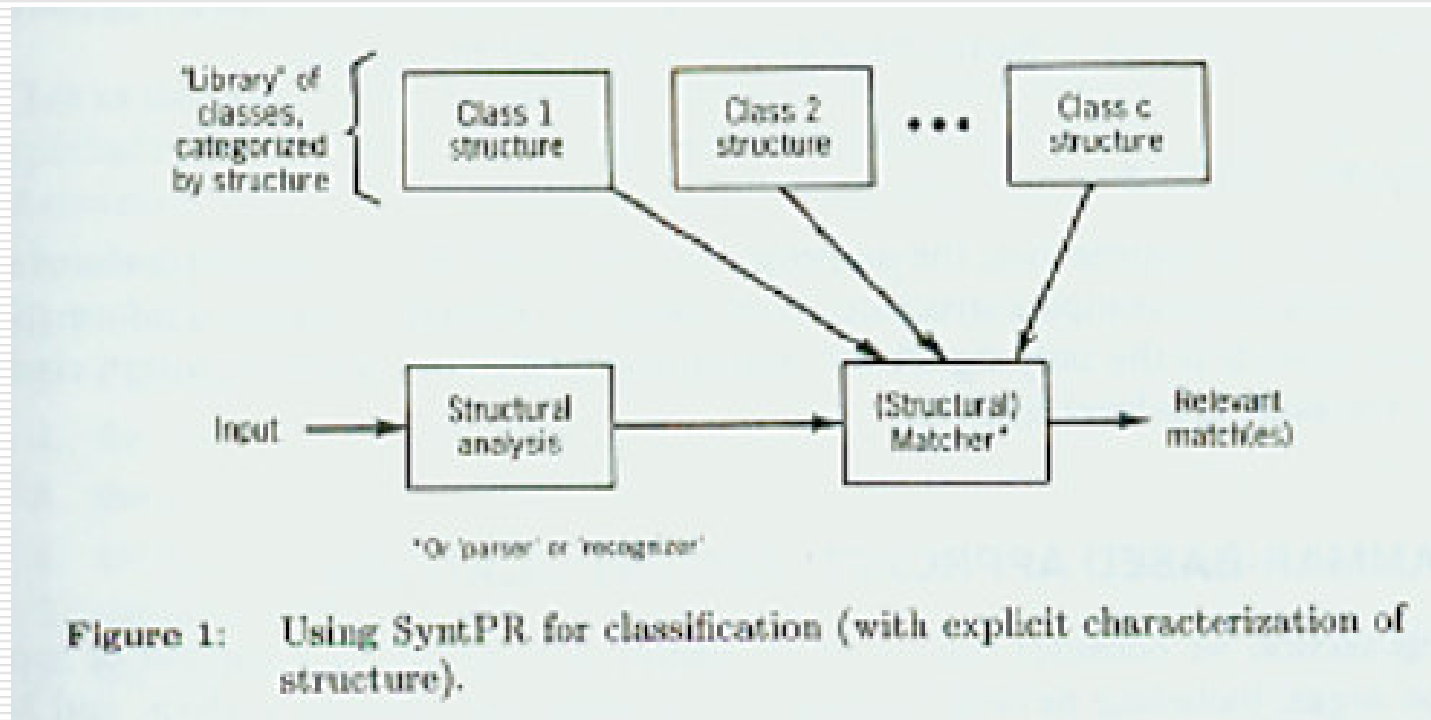 "Library" of
classes,
categorized
by structure
Class 1
structure
Class 2
structure
•••
Class c
structure
Input
Structural
analysis
(Structural)
Matcher*
Relevant
match(es)
*Or 'parser' or 'recognizer'
Figure 1: Using SyntPR for classification (with explicit characterization of
structure).